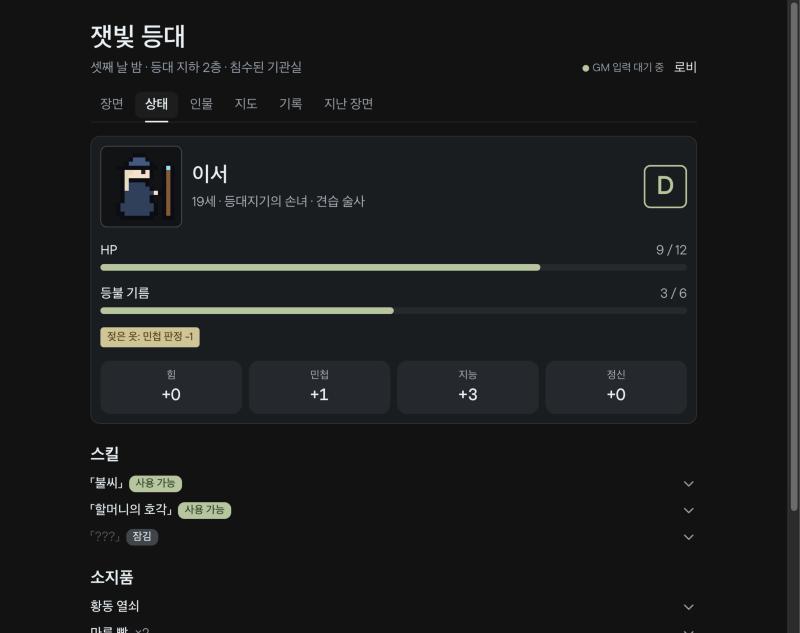 잿빛 등대
셋째 날 밤 · 등대 지하 2층 · 침수된 기관실
GM 입력 대기 중 로비
장면 상태 인물 지도 기록 지난 장면
이서
19세 · 등대지기의 손녀 · 견습 술사
D
HP 9 / 12
등불 기름 3 / 6
젖은 옷: 민첩 판정 -1
힘 민첩 지능 정신
+0 +1 +3 +0
스킬
「불씨」 사용 가능
「할머니의 호각」 사용 가능
「???」 잠김
소지품
황동 열쇠
마른 빵 ×2